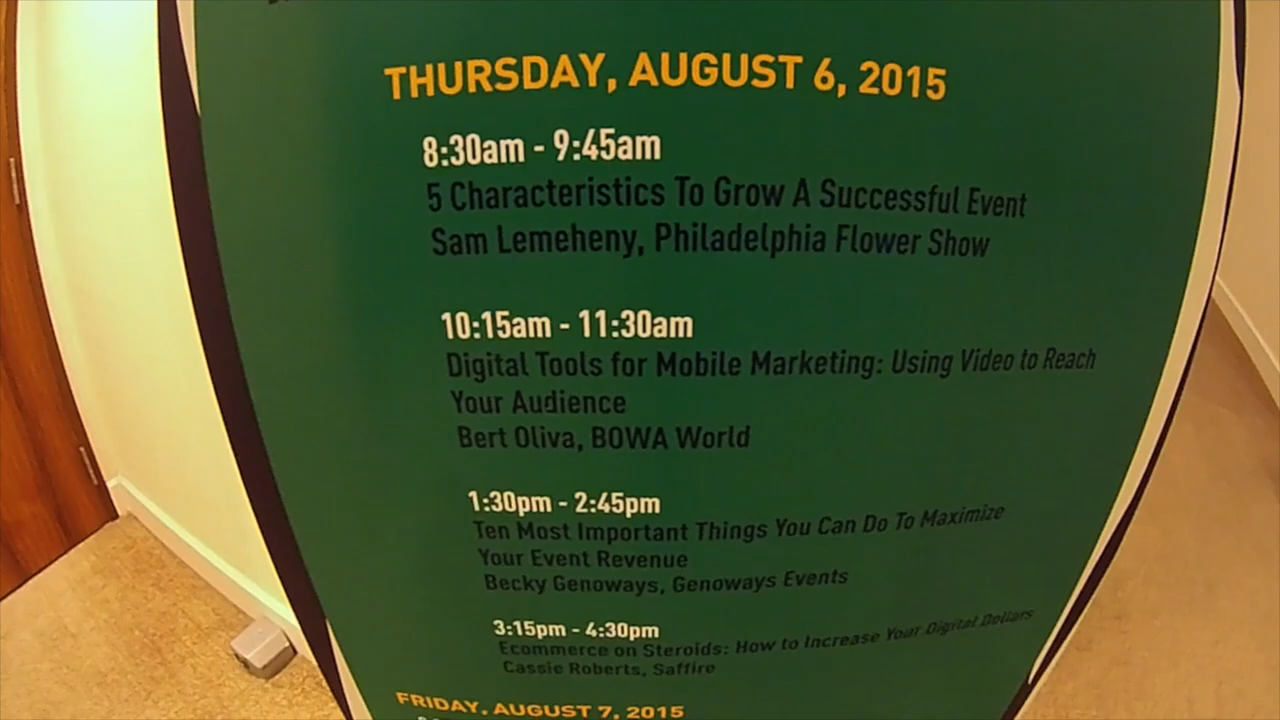 THURSDAY, AUGUST 6, 2015
8:30am - 9:45am
5 Characteristics To Grow A Successful Event
Sam Lemeheny, Philadelphia Flower Show
10:15am - 11:30am
Digital Tools for Mobile Marketing: Using Video to Reach
Your Audience
Bert Oliva, BOWA World
1:30pm - 2:45pm
Ten Most Important Things You Can Do To Maximize
Your Event Revenue
Becky Genoways, Genoways Events
3:15pm - 4:30pm
Ecommerce on Steroids: How to Increase Your Digital Dollars
Cassie Roberts, Saffire
FRIDAY, AUGUST 7, 2015